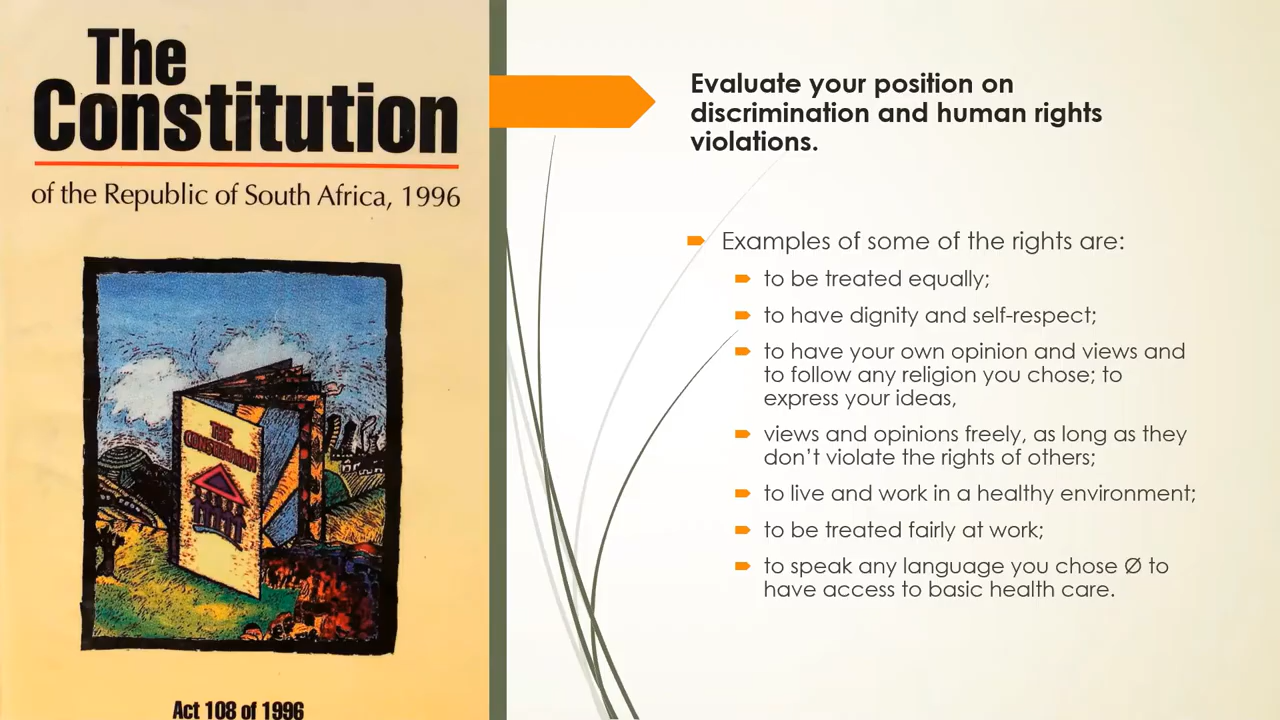 The
Constitution
of the Republic of South Africa, 1996
THE
CONSTITUTION
Act 108 of 1996
Evaluate your position on
discrimination and human rights
violations.
Examples of some of the rights are:
to be treated equally;
to have dignity and self-respect;
to have your own opinion and views and
to follow any religion you chose; to
express your ideas,
views and opinions freely, as long as they
don't violate the rights of others;
to live and work in a healthy environment;
to be treated fairly at work;
to speak any language you chose Ø to
have access to basic health care.